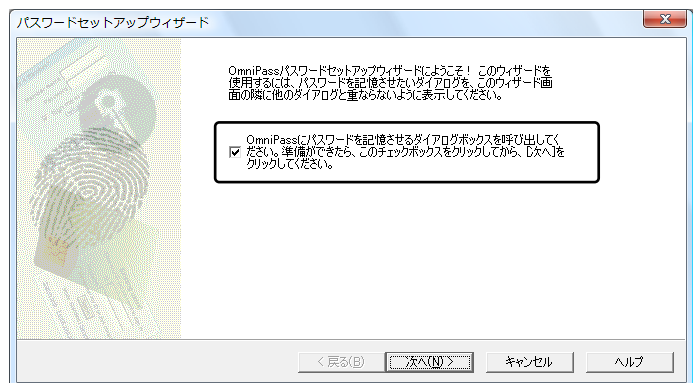 パスワードセットアップウィザード
OmniPassパスワードセットアップウィザードにようこそ！ このウィザードを
使用するには、パスワードを記憶させたいダイアログを、このウィザード画
面の隣に他のダイアログと重ならないように表示してください。
OmniPassにパスワードを記憶させるダイアログボックスを呼び出してく
ださい。準備ができたら、このチェックボックスをクリックしてから、[次へ]を
クリックしてください。
< 戻る(B) 次へ(N) > キャンセル ヘルプ